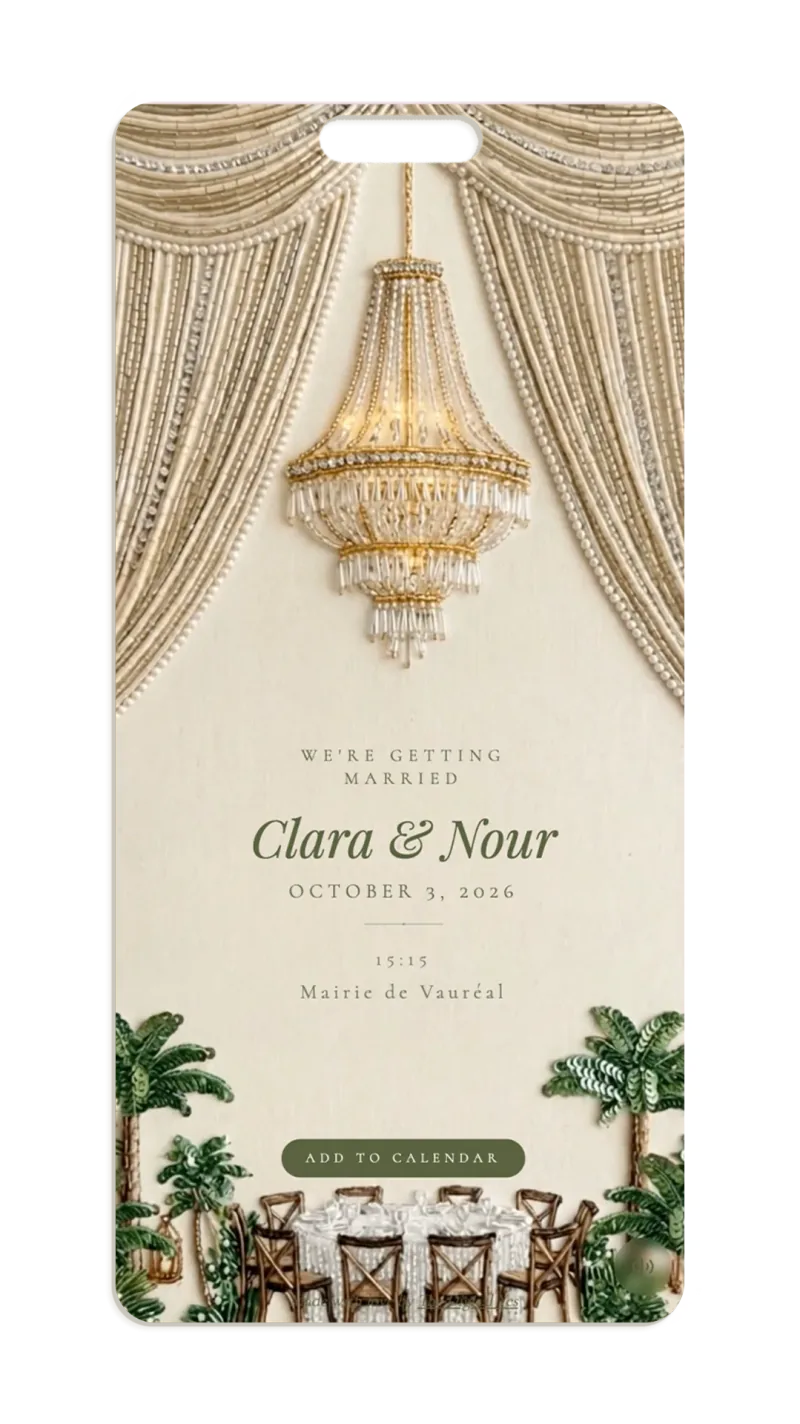 WE'RE GETTING
MARRIED
Clara & Nour
OCTOBER 3, 2026
15:15
Mairie de Vauréal
ADD TO CALENDAR